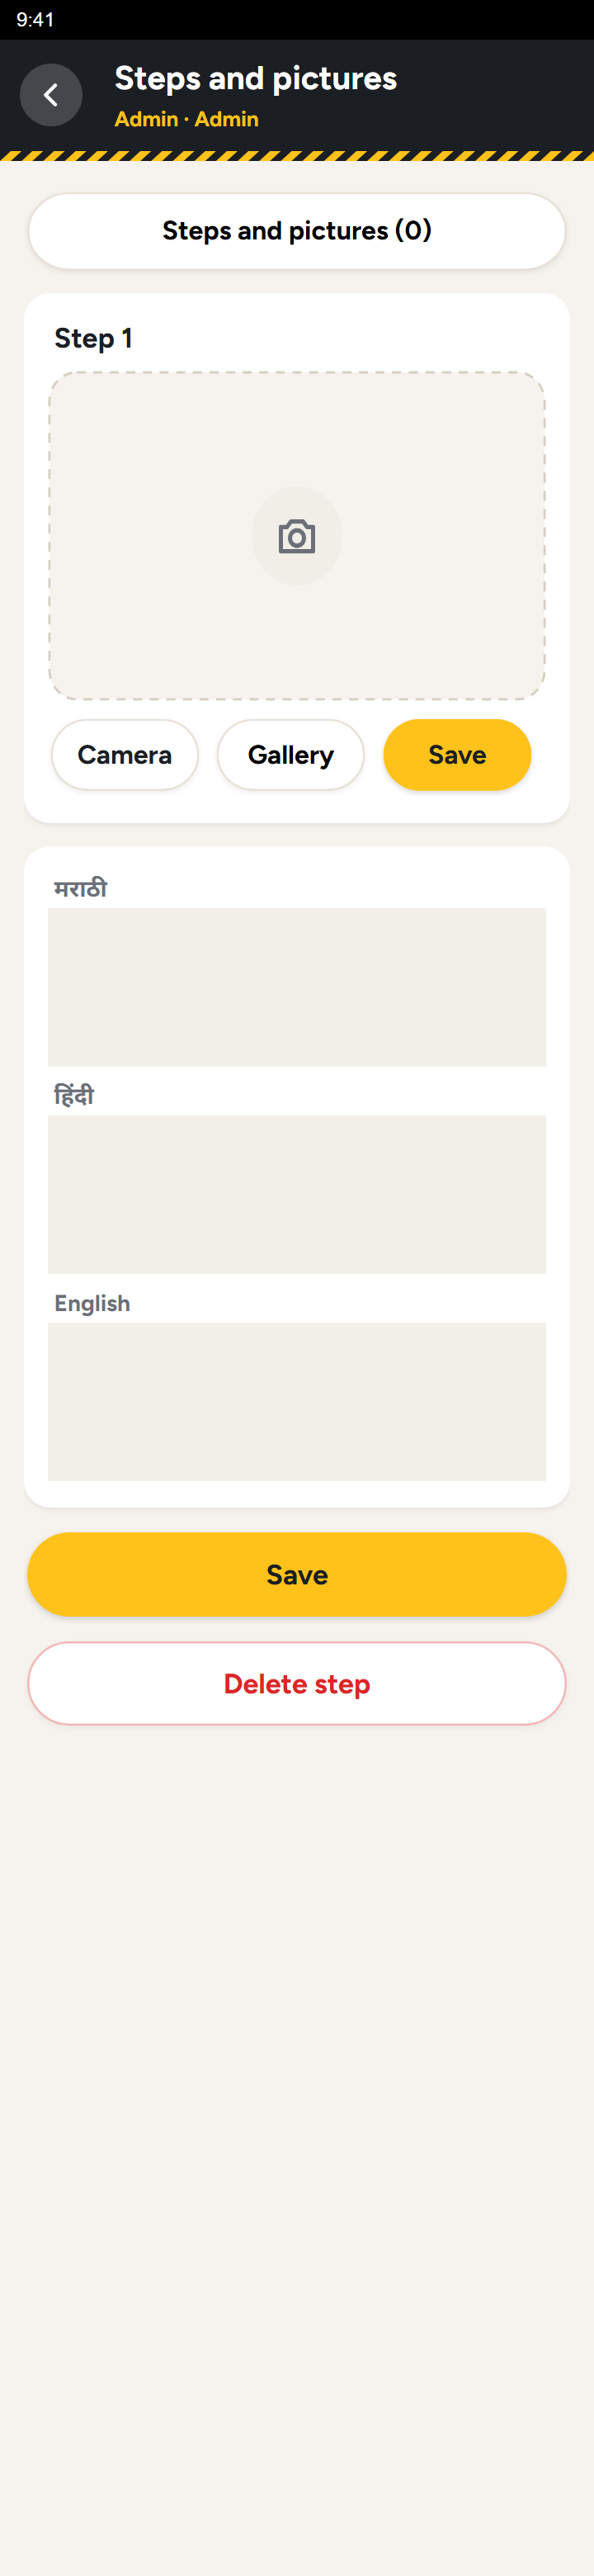 9:41
Steps and pictures
Admin · Admin
Steps and pictures (0)
Step 1
Camera
Gallery
Save
मराठी
हिंदी
English
Save
Delete step